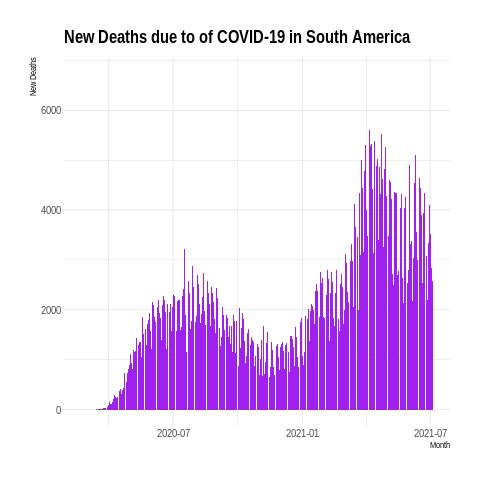 New Deaths due to of COVID-19 in South America
New Deaths
6000
4000
2000
0
2020-07
2021-01
2021-07
Month